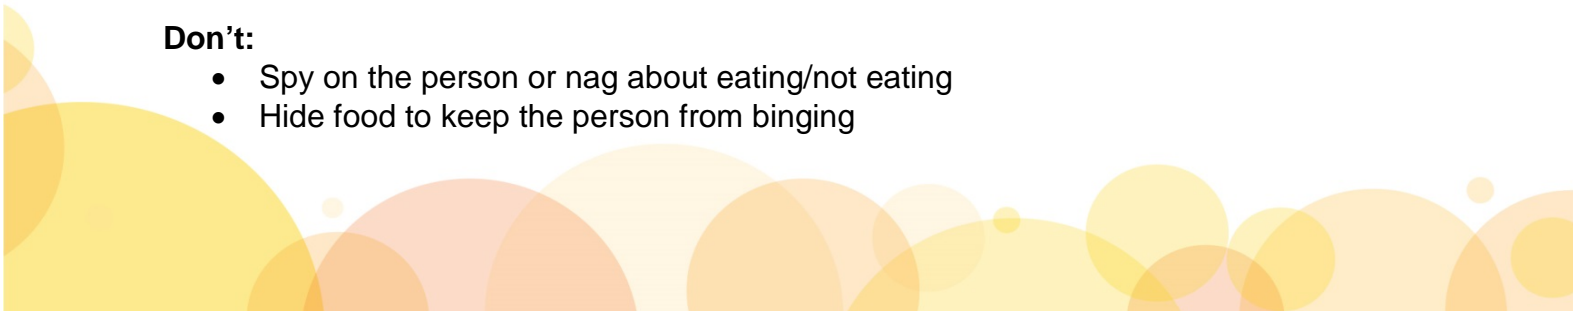 Don't:
• Spy on the person or nag about eating/not eating
• Hide food to keep the person from binging